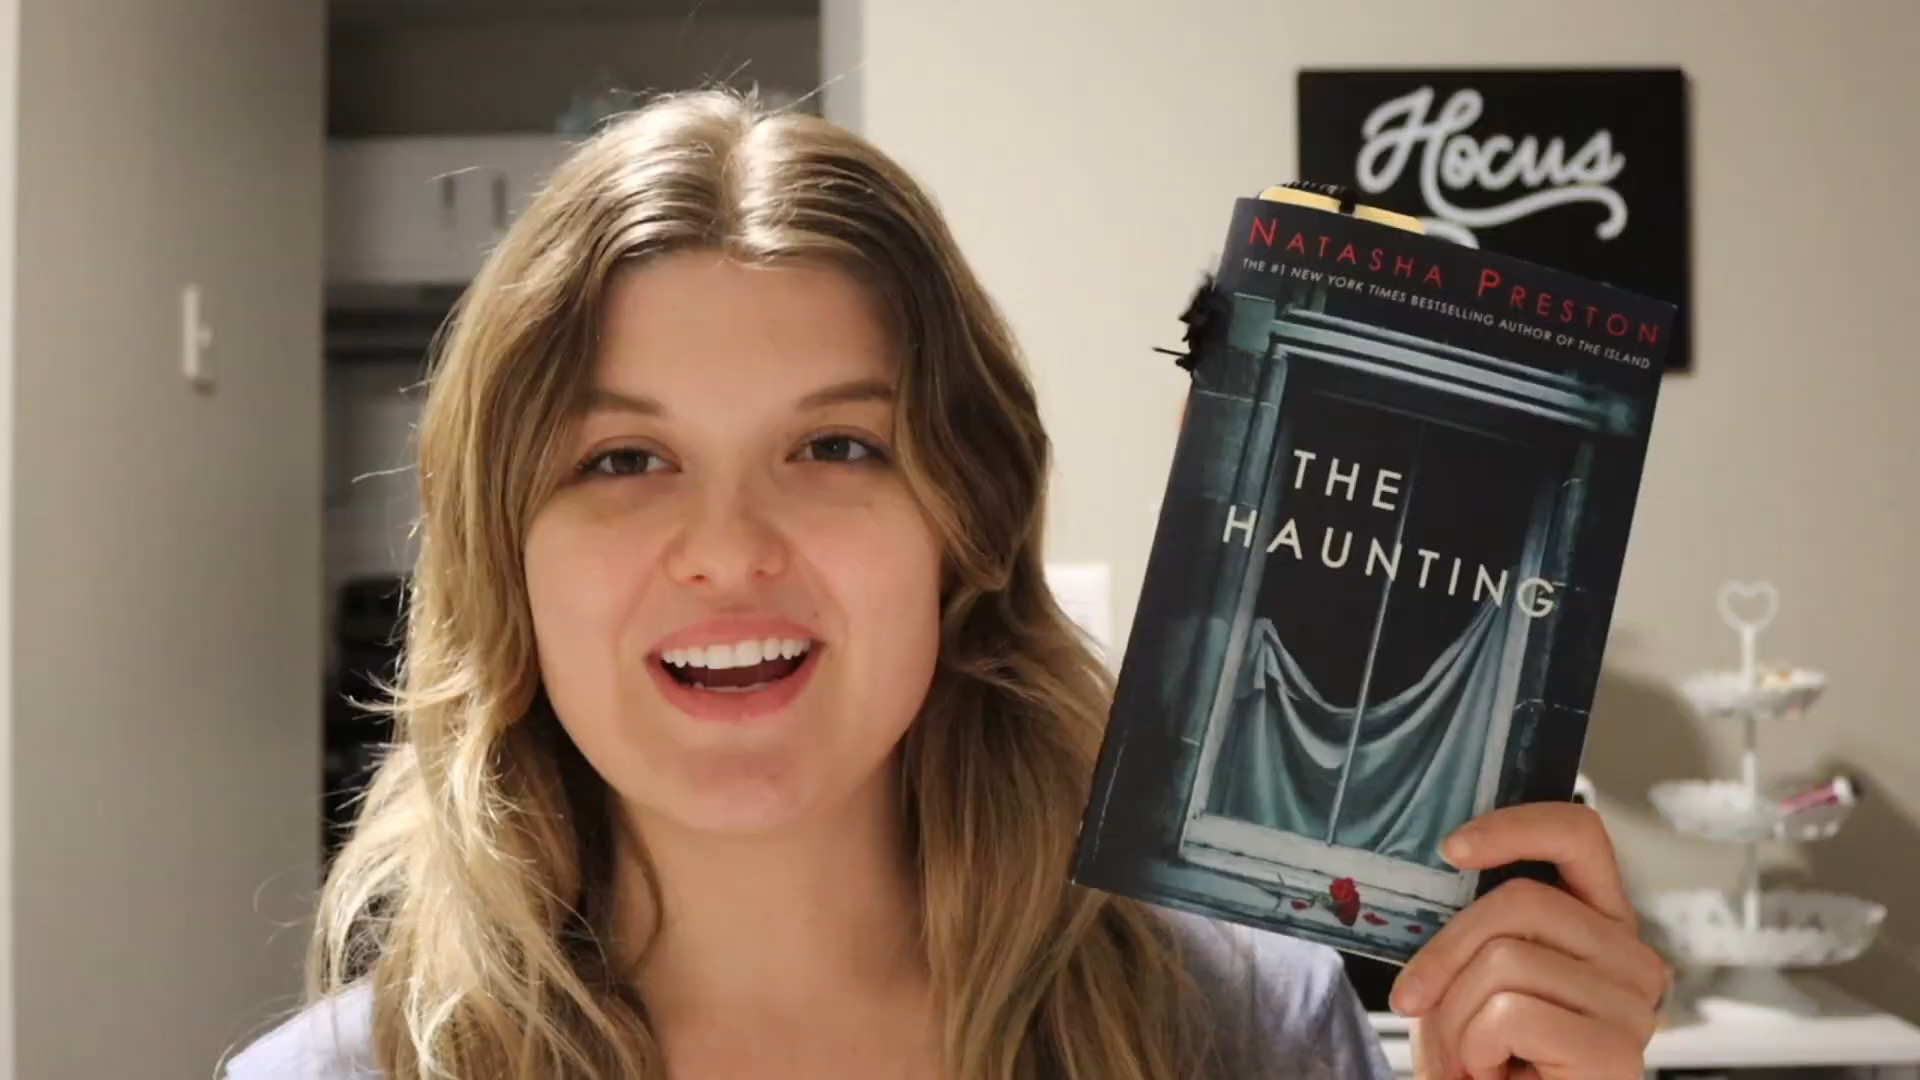 Hocus
NATASHA PRESTON
THE #1 NEW YORK TIMES BESTSELLING AUTHOR OF THE ISLAND
THE
HAUNTING